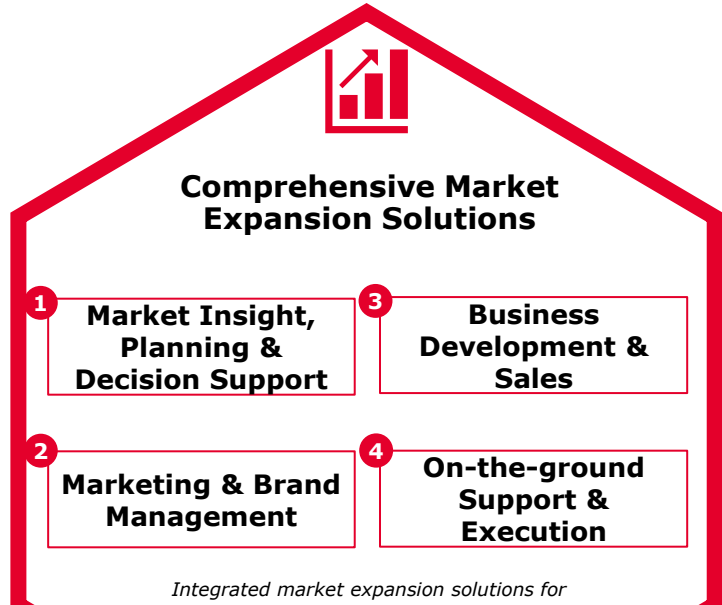 Comprehensive Market
Expansion Solutions
1
Market Insight,
Planning &
Decision Support
2
Marketing & Brand
Management
3
Business
Development &
Sales
4
On-the-ground
Support &
Execution
Integrated market expansion solutions for